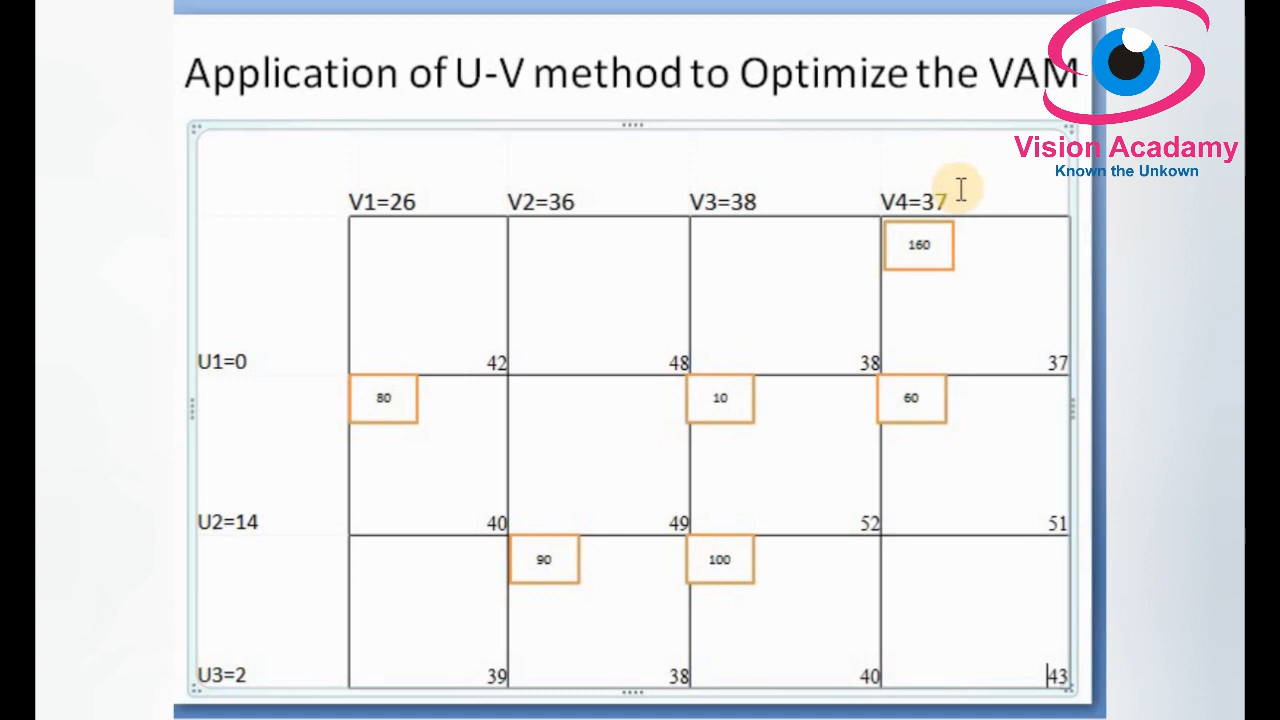 Application of U-V method to Optimize the VAM
Vision Acadamy
Known the Unkown
V1=26 V2=36 V3=38 V4=37
160
U1=0 42 48 38 37
80 10 60
U2=14 40 49 52 51
90 100
U3=2 39 38 40 43